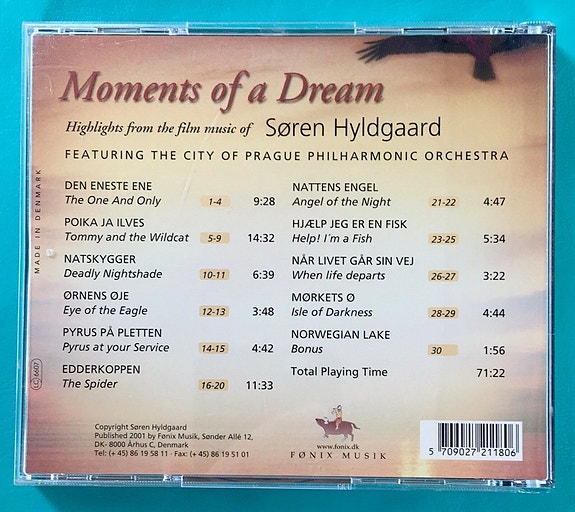 Moments of a Dream
Highlights from the film music of Søren Hyldgaard
FEATURING THE CITY OF PRAGUE PHILHARMONIC ORCHESTRA
DEN ENESTE ENE
The One And Only 1-4 9:28
POIKA JA ILVES
Tommy and the Wildcat 5-9 14:32
NATSKYGGER
Deadly Nightshade 10-11 6:39
ØRNENS ØJE
Eye of the Eagle 12-13 3:48
PYRUS PÅ PLETTEN
Pyrus at your Service 14-15 4:42
EDDERKOPPEN
The Spider 16-20 11:33
NATTENS ENGEL
Angel of the Night 21-22 4:47
HJÆLP JEG ER EN FISK
Help! I´m a Fish 23-25 5:34
NÅR LIVET GÅR SIN VEJ
When life departs 26-27 3:22
MØRKETS Ø
Isle of Darkness 28-29 4:44
NORWEGIAN LAKE
Bonus 30 1:56
Total Playing Time 71:22
MADE IN DENMARK
LC 6607
Copyright Søren Hyldgaard
Published 2001 by Fønix Musik, Sønder Allé 12,
DK- 8000 Århus C, Denmark
Tel: (+ 45) 86 19 58 11 · Fax: (+ 45) 86 19 51 01
www.fonix.dk
FØNIX MUSIK
5 709027 211806